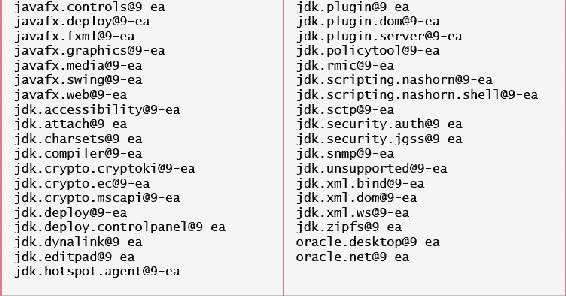 javafx.controls@9 ea
javafx.deploy@9-ea
javafx.fxml@9-ea
javafx.graphics@9-ea
javafx.media@9-ea
javafx.swing@9-ea
javafx.web@9-ea
jdk.accessibility@9-ea
jdk.attach@9 ea
jdk.charsets@9 ea
jdk.compiler@9-ea
jdk.crypto.cryptoki@9-ea
jdk.crypto.ec@9-ea
jdk.crypto.mscapi@9-ea
jdk.deploy@9-ea
jdk.deploy.controlpanel@9 ea
jdk.dynalink@9 ea
jdk.editpad@9 ea
jdk.hotspot.agent@9-ea
jdk.plugin@9 ea
jdk.plugin.dom@9-ea
jdk.plugin.server@9-ea
jdk.policytool@9-ea
jdk.rmic@9-ea
jdk.scripting.nashorn@9-ea
jdk.scripting.nashorn.shell@9-ea
jdk.sctp@9-ea
jdk.security.auth@9 ea
jdk.security.jgss@9 ea
jdk.snmp@9-ea
jdk.unsupported@9-ea
jdk.xml.bind@9-ea
jdk.xml.dom@9-ea
jdk.xml.ws@9-ea
jdk.zipfs@9 ea
oracle.desktop@9 ea
oracle.net@9 ea